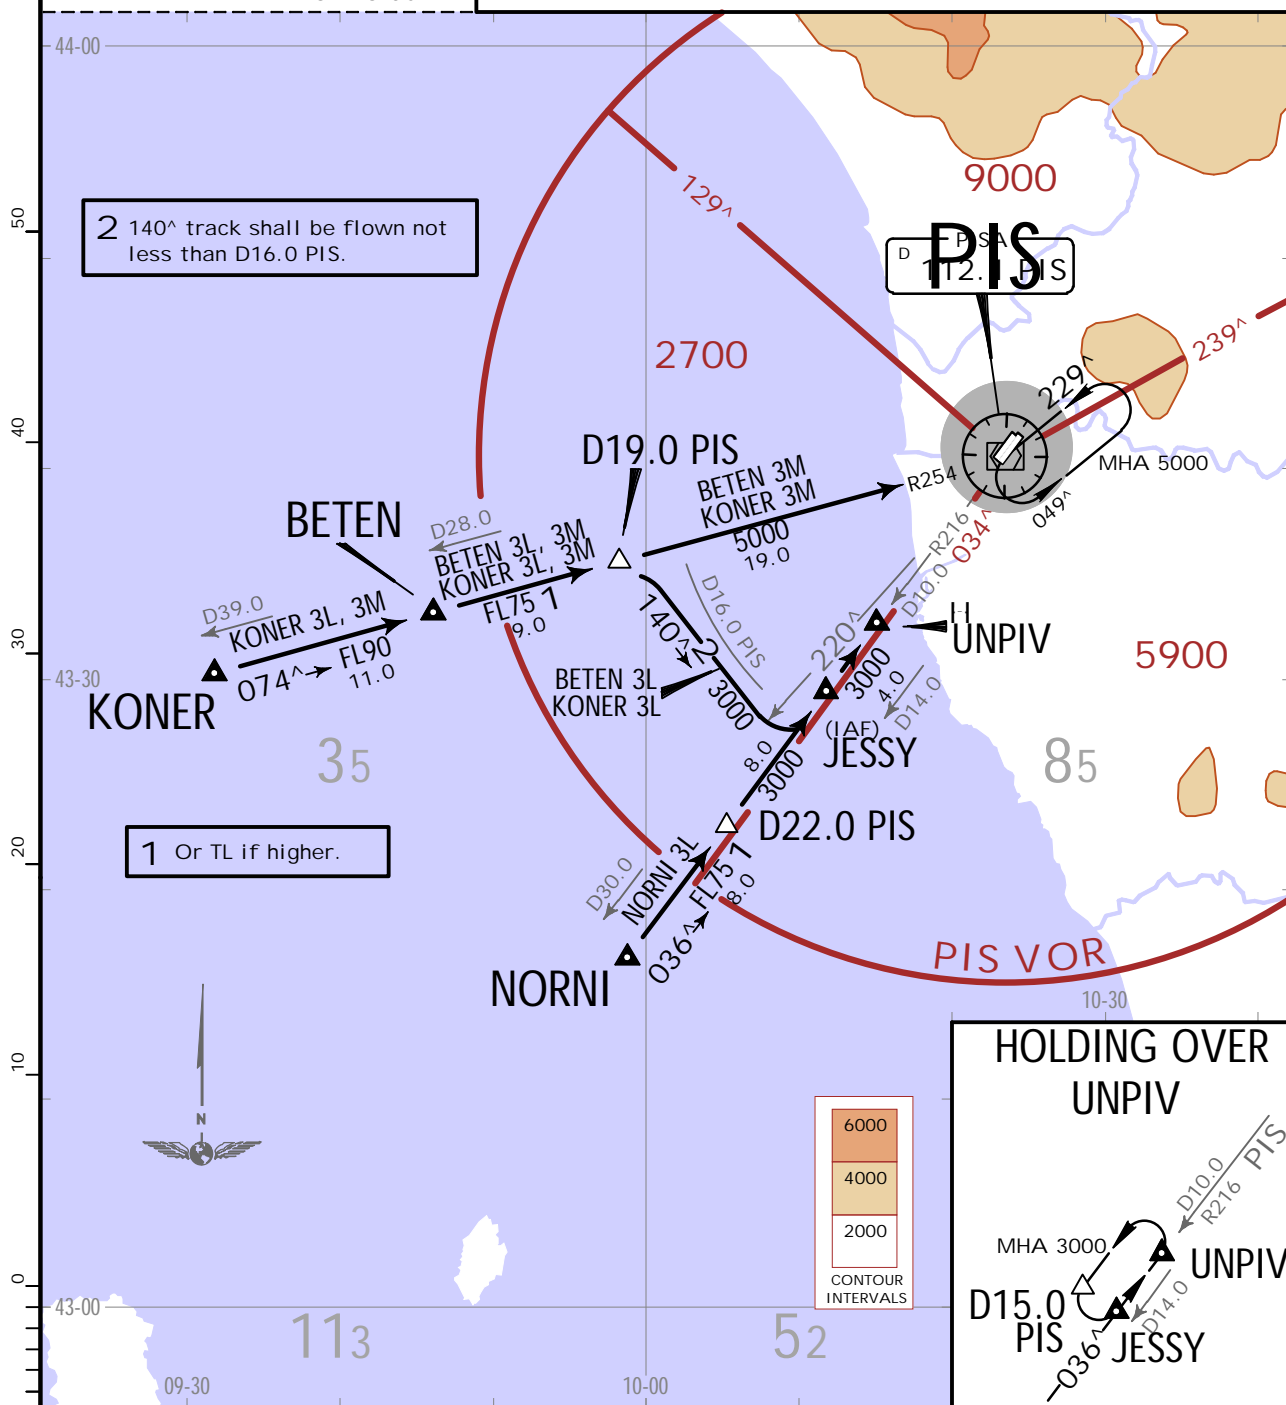 44-00
9000
129^
50
2 140^ track shall be flown not
less than D16.0 PIS.
PISA
D 112.1 PIS
PIS
2700
239^
229^
40
D19.0 PIS
BETEN 3M
KONER 3M
5000
19.0
R254
MHA 5000
049^
BETEN
D28.0
BETEN 3L, 3M
KONER 3L, 3M
FL75 1
9.0
R216
034^
D10.0
D39.0
KONER 3L, 3M
074^
FL90
11.0
D16.0 PIS
140^
2
3000
220^
UNPIV
30
43-30
BETEN 3L
KONER 3L
3000
4.0
D14.0
5900
KONER
(IAF)
JESSY
35
85
8.0
3000
D22.0 PIS
1 Or TL if higher.
20
D30.0
NORNI 3L
FL75 1
8.0
036^
NORNI
PIS VOR
10-30
HOLDING OVER
UNPIV
10
N
6000
4000
2000
CONTOUR
INTERVALS
D10.0
R216 PIS
MHA 3000
UNPIV
D15.0
PIS
D14.0
JESSY
036^
0
43-00
113
52
09-30
10-00